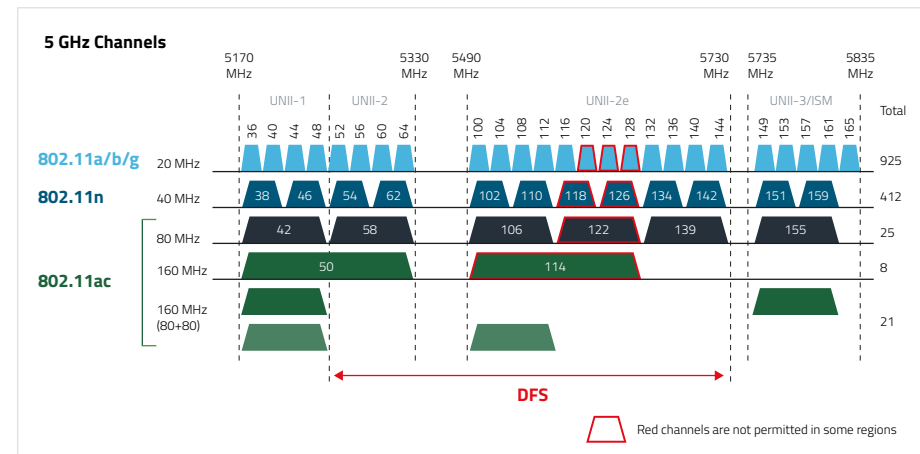 5 GHz Channels
5170 MHz
5330 MHz
5490 MHz
5730 MHz
5735 MHz
5835 MHz
UNII-1
UNII-2
UNII-2e
UNII-3/ISM
Total
36 40 44 48 52 56 60 64 100 104 108 112 116 120 124 128 132 136 140 144 149 153 157 161 165
802.11a/b/g 20 MHz 925
802.11n 40 MHz 38 46 54 62 102 110 118 126 134 142 151 159 412
80 MHz 42 58 106 122 139 155 25
802.11ac
160 MHz 50 114 8
160 MHz
(80+80)
21
DFS
Red channels are not permitted in some regions